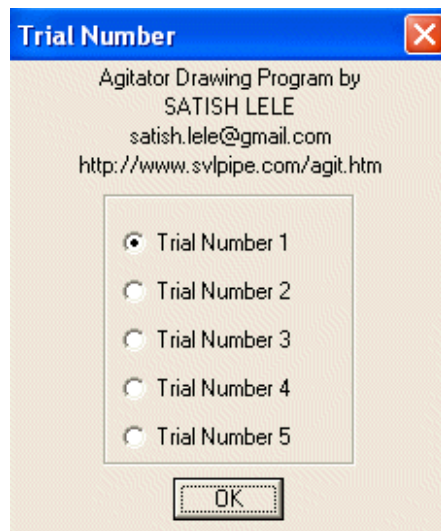 Trial Number
Agitator Drawing Program by
SATISH LELE
satish.lele@gmail.com
http://www.svlpipe.com/agit.htm
Trial Number 1
Trial Number 2
Trial Number 3
Trial Number 4
Trial Number 5
OK